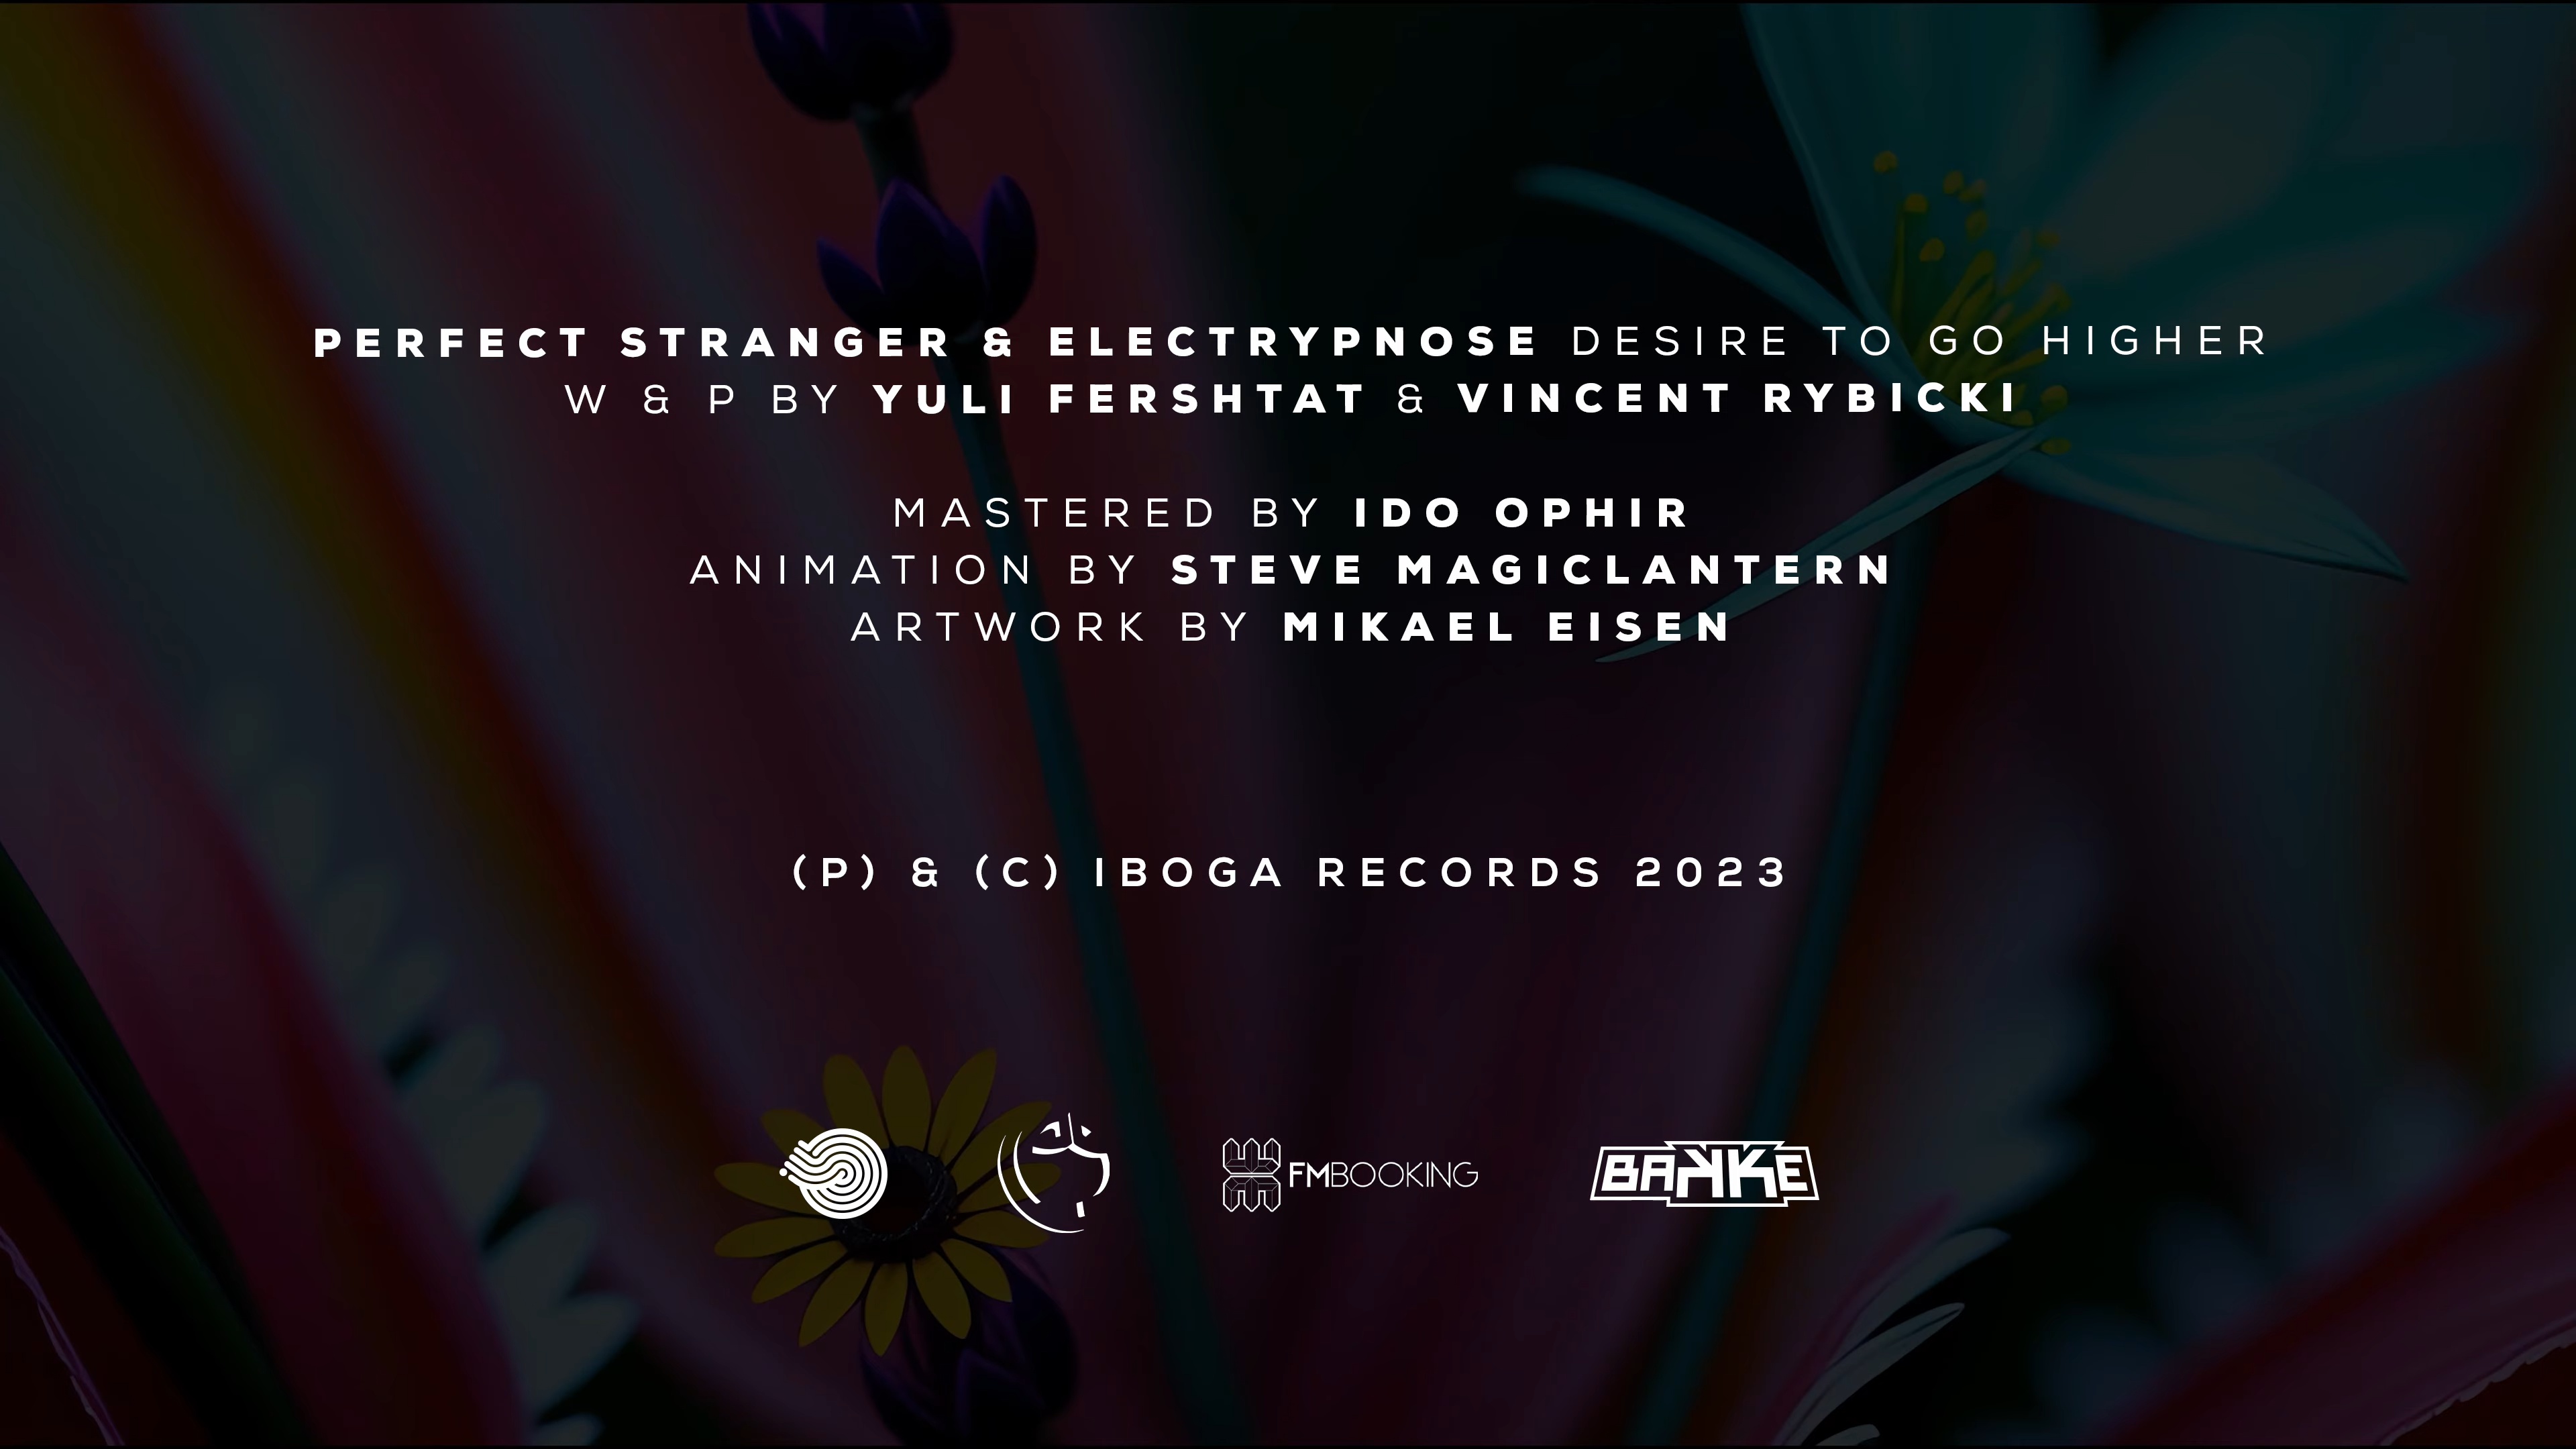 PERFECT STRANGER & ELECTRYPNOSE DESIRE TO GO HIGHER
W & P BY YULI FERSHTAT & VINCENT RYBICKI
MASTERED BY IDO OPHIR
ANIMATION BY STEVE MAGICLANTERN
ARTWORK BY MIKAEL EISEN
(P) & (C) IBOGA RECORDS 2023
FMBOOKING BAKKE